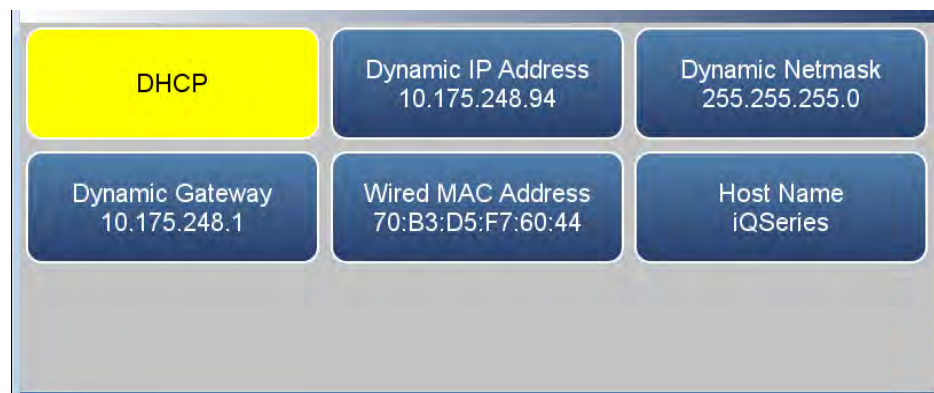 DHCP
Dynamic IP Address
10.175.248.94
Dynamic Netmask
255.255.255.0
Dynamic Gateway
10.175.248.1
Wired MAC Address
70:B3:D5:F7:60:44
Host Name
iQSeries